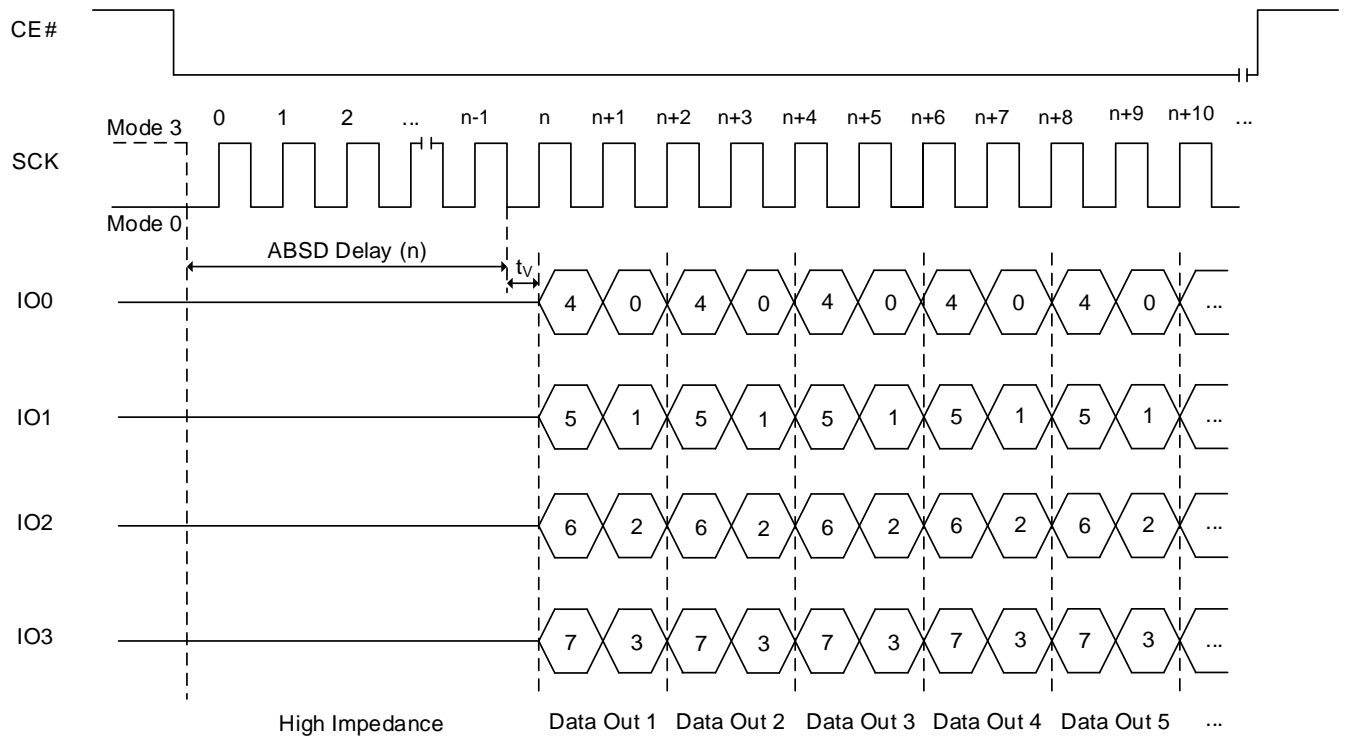 CE#
Mode 3 0 1 2 ... n-1 n n+1 n+2 n+3 n+4 n+5 n+6 n+7 n+8 n+9 n+10 ...
SCK
Mode 0
ABSD Delay (n) tV
IO0 4 0 4 0 4 0 4 0 4 0 ...
IO1 5 1 5 1 5 1 5 1 5 1 ...
IO2 6 2 6 2 6 2 6 2 6 2 ...
IO3 7 3 7 3 7 3 7 3 7 3 ...
High Impedance Data Out 1 Data Out 2 Data Out 3 Data Out 4 Data Out 5 ...